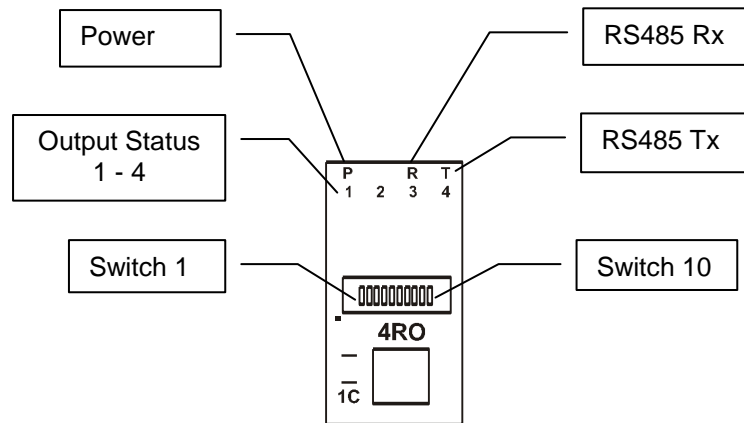 Power
RS485 Rx
Output Status
1 - 4
RS485 Tx
P R T
1 2 3 4
Switch 1
Switch 10
4RO
1C